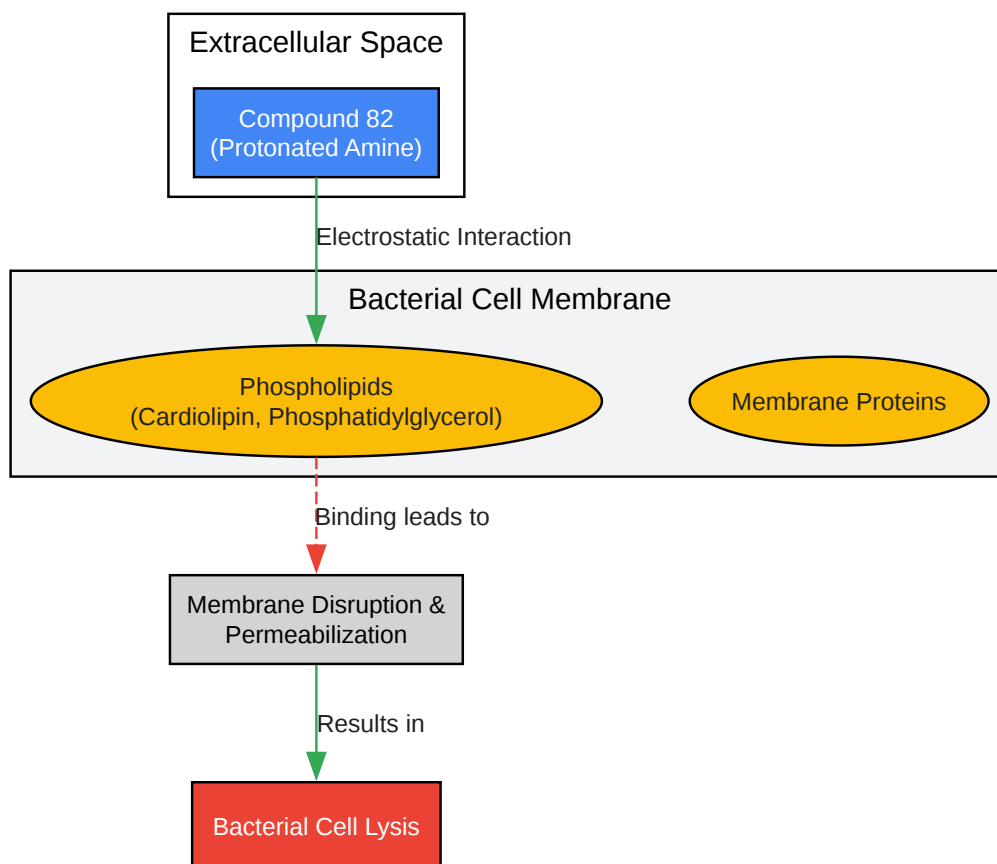 Extracellular Space
Compound 82
(Protonated Amine)
Electrostatic Interaction
Bacterial Cell Membrane
Phospholipids
(Cardiolipin, Phosphatidylglycerol)
Membrane Proteins
Binding leads to
Membrane Disruption &
Permeabilization
Results in
Bacterial Cell Lysis